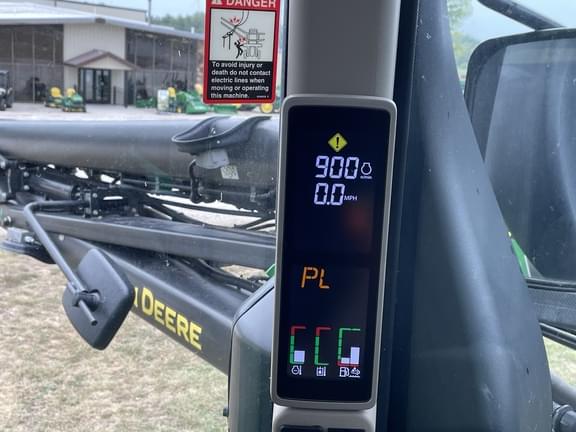 DANGER
To avoid injury or
death do not contact
electric lines when
moving or operating
this machine.
900 n/min
0.0 MPH
PL
DEERE